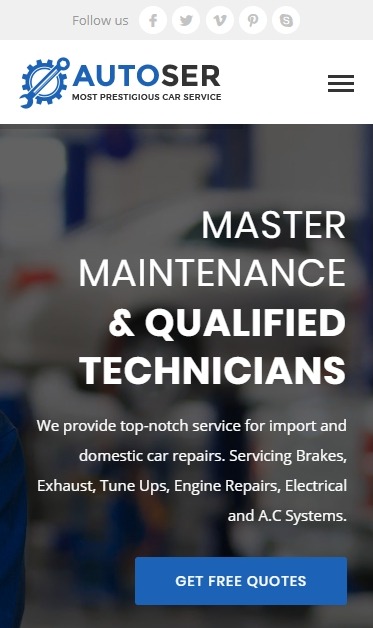 Follow us
AUTOSER
MOST PRESTIGIOUS CAR SERVICE
MASTER
MAINTENANCE
& QUALIFIED
TECHNICIANS
We provide top-notch service for import and
domestic car repairs. Servicing Brakes,
Exhaust, Tune Ups, Engine Repairs, Electrical
and A.C Systems.
GET FREE QUOTES